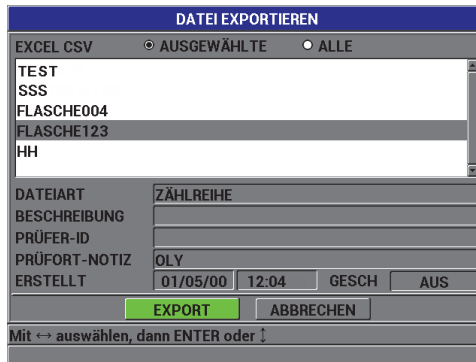 DATEI EXPORTIEREN
EXCEL CSV AUSGEWÄHLTE ALLE
TEST
SSS
FLASCHE004
FLASCHE123
HH
DATEIART ZÄHLREIHE
BESCHREIBUNG
PRÜFER-ID
PRÜFORT-NOTIZ OLY
ERSTELLT 01/05/00 12:04 GESCH AUS
EXPORT ABBRECHEN
Mit ↔ auswählen, dann ENTER oder ↕